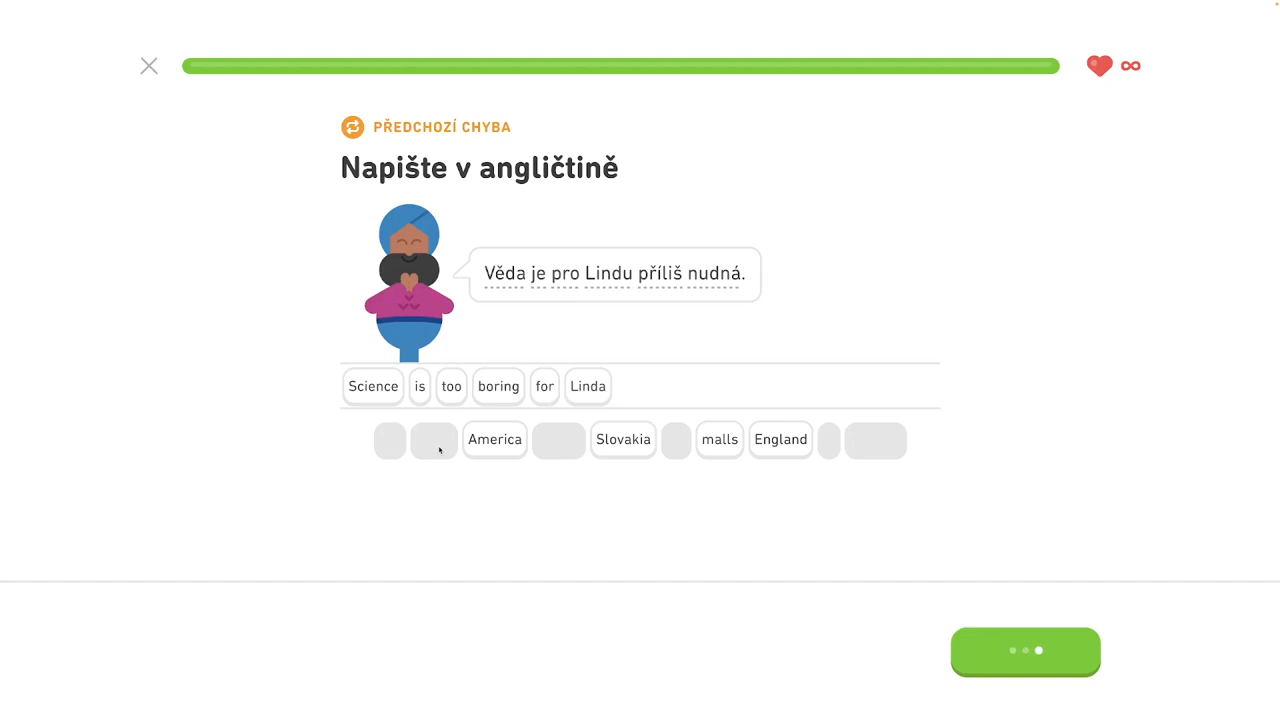 ∞
PŘEDCHOZÍ CHYBA
Napište v angličtině
Věda je pro Lindu příliš nudná.
Science is too boring for Linda
America Slovakia malls England